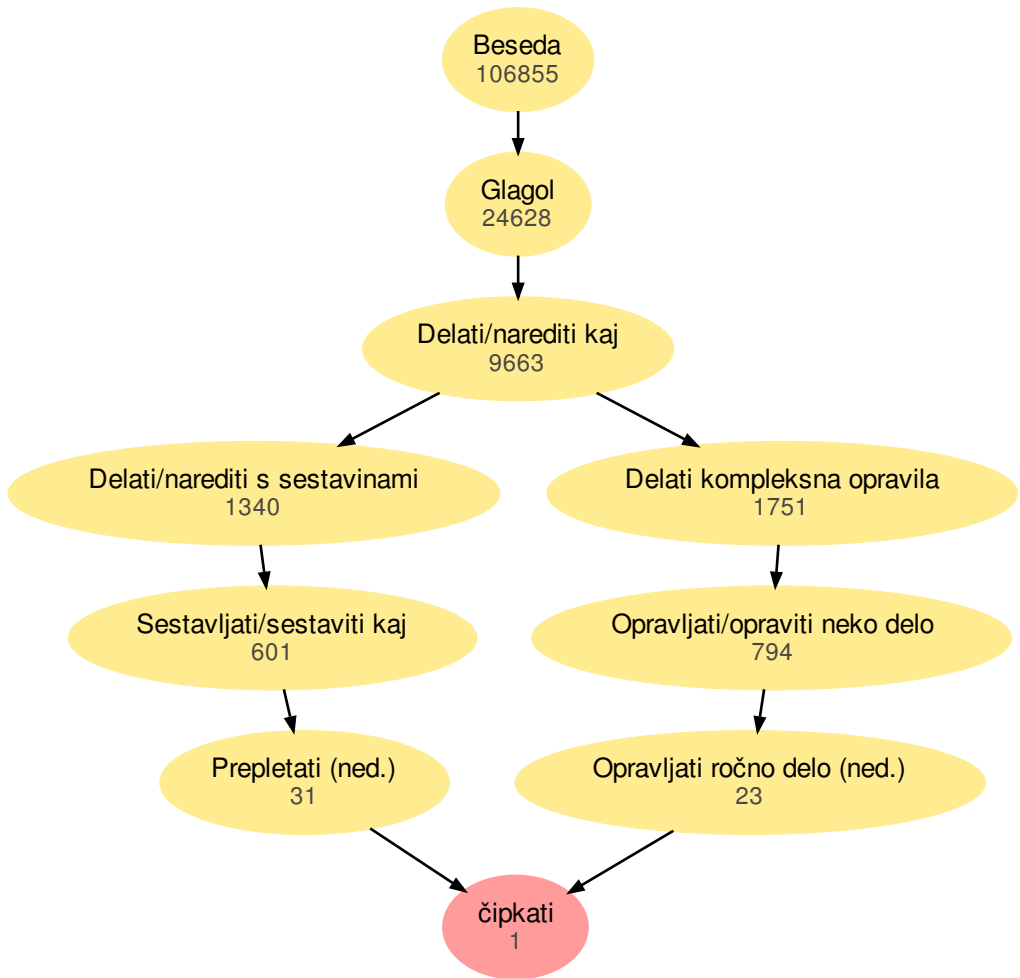 Beseda
106855
Glagol
24628
Delati/narediti kaj
9663
Delati/narediti s sestavinami
1340
Delati kompleksna opravila
1751
Sestavljati/sestaviti kaj
601
Opravljati/opraviti neko delo
794
Prepletati (ned.)
31
Opravljati ročno delo (ned.)
23
čipkati
1